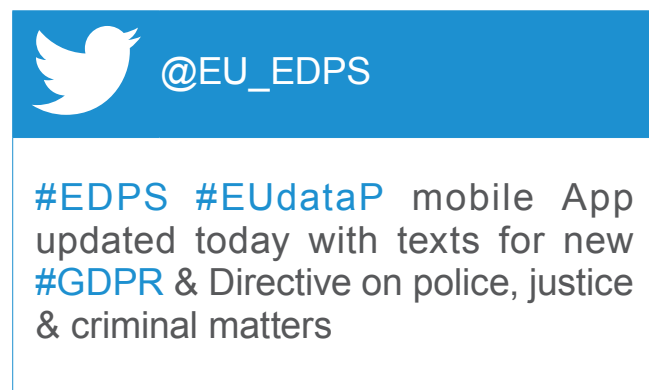 @EU_EDPS
#EDPS #EUdataP mobile App
updated today with texts for new
#GDPR & Directive on police, justice
& criminal matters